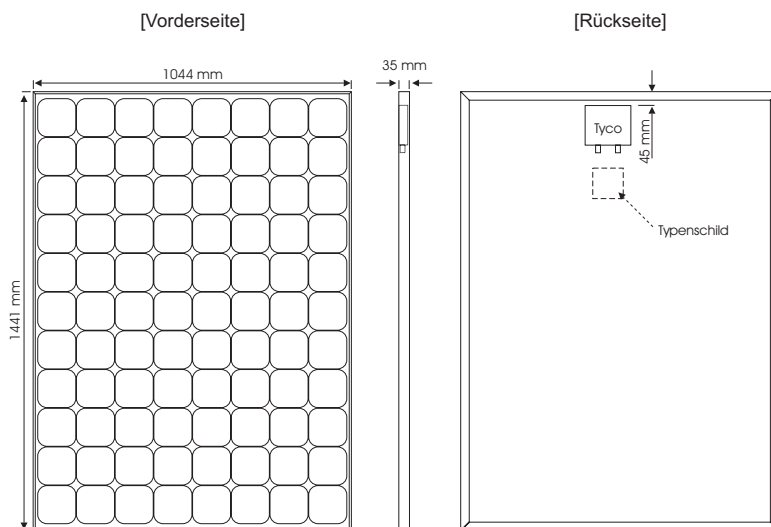 [Vorderseite]
[Rückseite]
1044 mm
35 mm
1441 mm
Tyco
45 mm
Typenschild